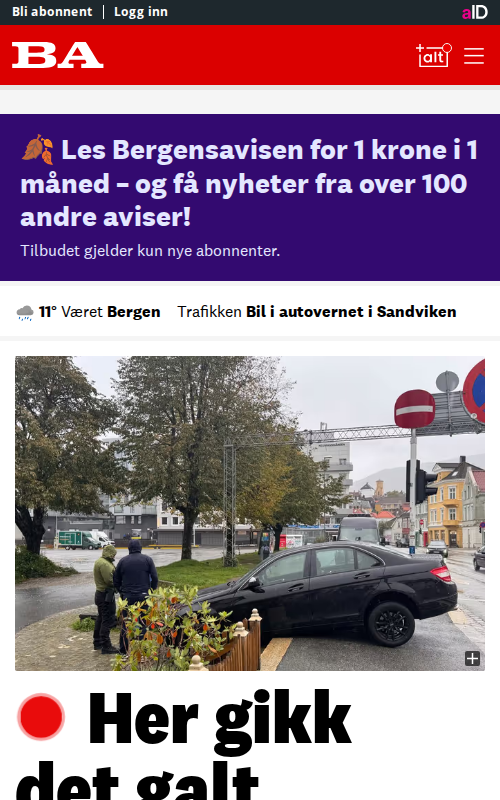 Bli abonnent | Logg inn
aID
BA
+alt
Les Bergensavisen for 1 krone i 1
måned – og få nyheter fra over 100
andre aviser!
Tilbudet gjelder kun nye abonnenter.
11° Været Bergen Trafikken Bil i autovernet i Sandviken
Her gikk
det galt